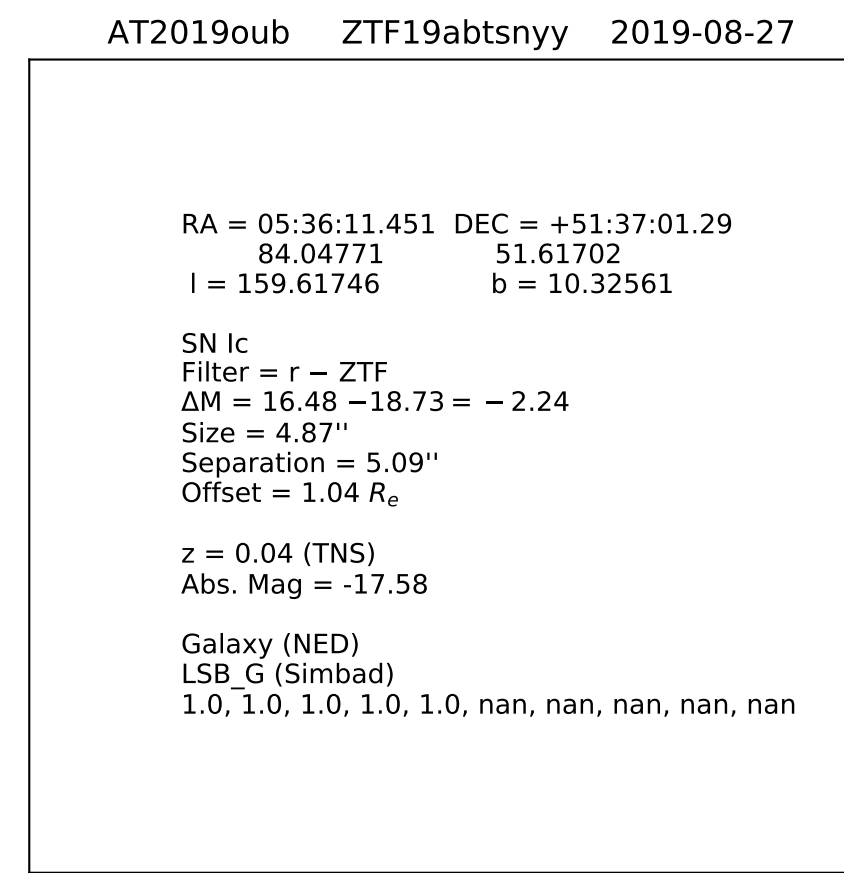 AT2019oub ZTF19abtsnyy 2019-08-27
RA = 05:36:11.451 DEC = +51:37:01.29
84.04771 51.61702
l = 159.61746 b = 10.32561
SN Ic
Filter = r − ZTF
ΔM = 16.48 −18.73 = − 2.24
Size = 4.87''
Separation = 5.09''
Offset = 1.04 Re
z = 0.04 (TNS)
Abs. Mag = -17.58
Galaxy (NED)
LSB_G (Simbad)
1.0, 1.0, 1.0, 1.0, 1.0, nan, nan, nan, nan, nan